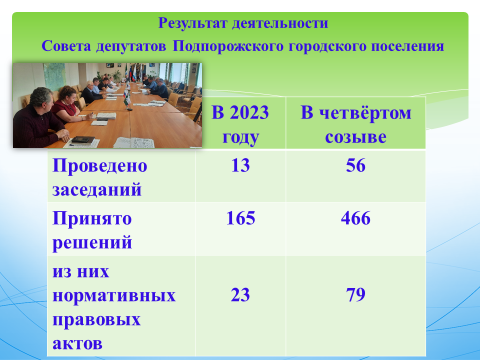 Результат деятельности
Совета депутатов Подпорожского городского поселения
В 2023 году
В четвёртом созыве
Проведено заседаний
13
56
Принято решений
165
466
из них нормативных правовых актов
23
79